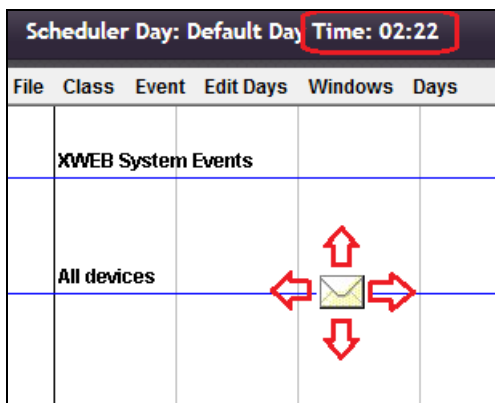 Scheduler Day: Default Day Time: 02:22
File Class Event Edit Days Windows Days
XWEB System Events
All devices